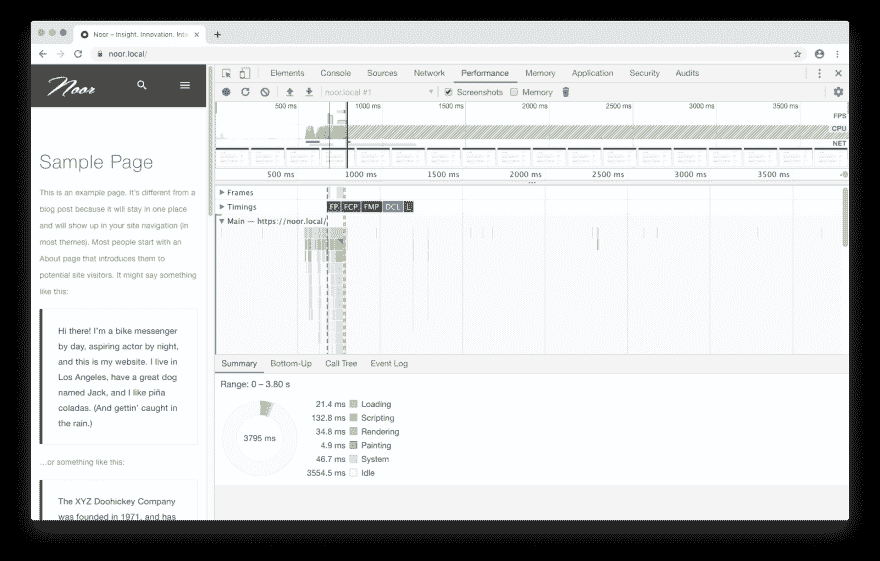 Noor – Insight. Innovation. Inte
noor.local/
Noor
Sample Page
This is an example page. It's different from a
blog post because it will stay in one place
and will show up in your site navigation (in
most themes). Most people start with an
About page that introduces them to
potential site visitors. It might say something
like this:
Hi there! I'm a bike messenger
by day, aspiring actor by night,
and this is my website. I live in
Los Angeles, have a great dog
named Jack, and I like piña
coladas. (And gettin' caught in
the rain.)
...or something like this:
The XYZ Doohickey Company
was founded in 1971, and has
Elements Console Sources Network Performance Memory Application Security Audits
noor.local #1 Screenshots Memory
500 ms 1000 ms 1500 ms 2000 ms 2500 ms 3000 ms 3500 ms
FPS
CPU
NET
500 ms 1000 ms 1500 ms 2000 ms 2500 ms 3000 ms 3500 ms
Frames
Timings FP FCP FMP DCL L
Main — https://noor.local/
Summary Bottom-Up Call Tree Event Log
Range: 0 – 3.80 s
3795 ms
21.4 ms Loading
132.8 ms Scripting
34.8 ms Rendering
4.9 ms Painting
46.7 ms System
3554.5 ms Idle